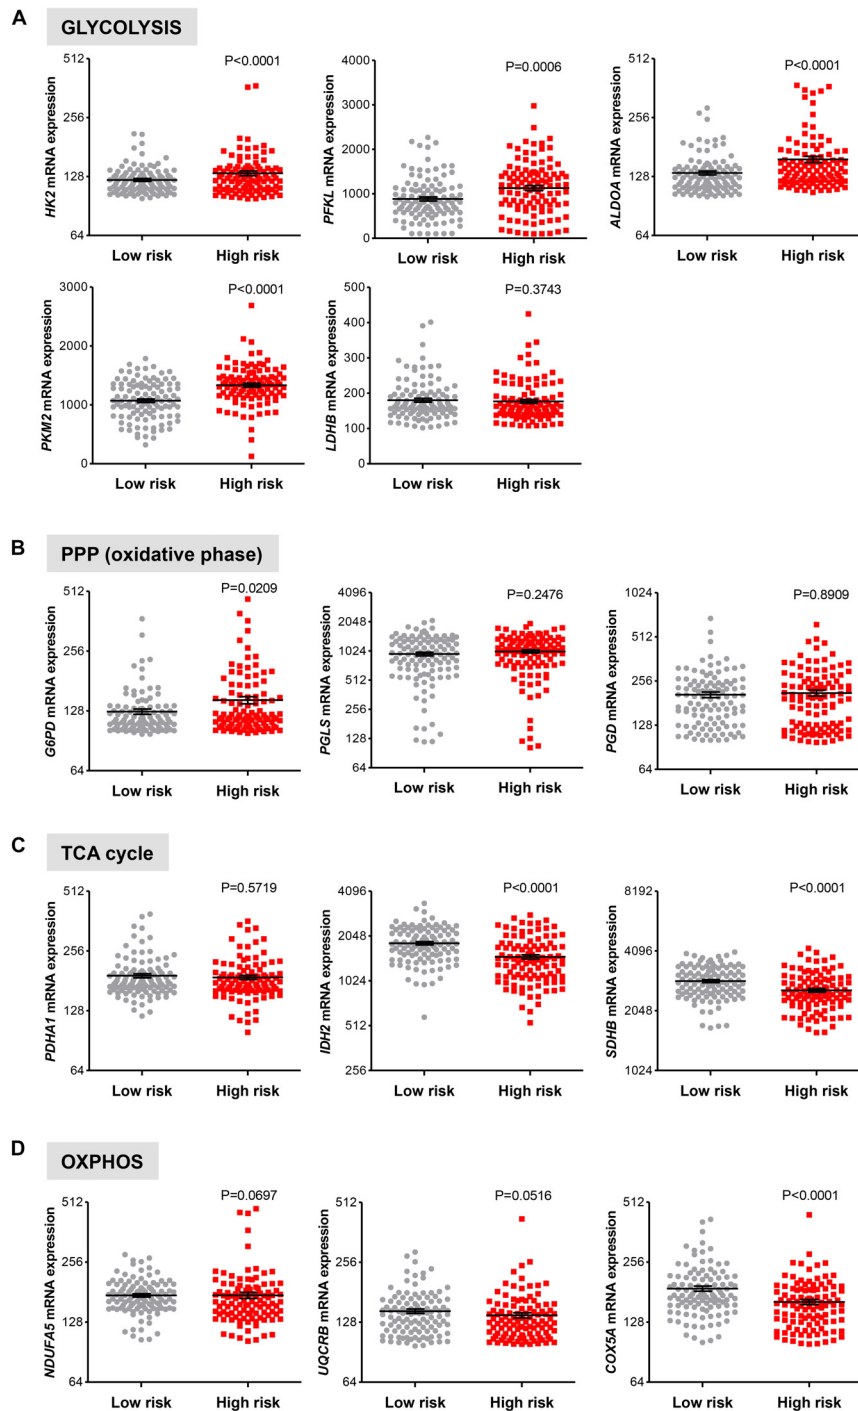 A GLYCOLYSIS
P<0.0001
512
256
128
64
HK2 mRNA expression
Low risk High risk
P=0.0006
4000
3000
2000
1000
0
PFKL mRNA expression
Low risk High risk
P<0.0001
512
256
128
64
ALDOA mRNA expression
Low risk High risk
P<0.0001
3000
2000
1000
0
PKM2 mRNA expression
Low risk High risk
P=0.3743
500
400
300
200
100
0
LDHB mRNA expression
Low risk High risk
B PPP (oxidative phase)
P=0.0209
512
256
128
64
G6PD mRNA expression
Low risk High risk
P=0.2476
4096
2048
1024
512
256
128
64
PGLS mRNA expression
Low risk High risk
P=0.8909
1024
512
256
128
64
PGD mRNA expression
Low risk High risk
C TCA cycle
P=0.5719
512
256
128
64
PDHA1 mRNA expression
Low risk High risk
P<0.0001
4096
2048
1024
512
256
IDH2 mRNA expression
Low risk High risk
P<0.0001
8192
4096
2048
1024
SDHB mRNA expression
Low risk High risk
D OXPHOS
P=0.0697
512
256
128
64
NDUFA5 mRNA expression
Low risk High risk
P=0.0516
512
256
128
64
UQCRB mRNA expression
Low risk High risk
P<0.0001
512
256
128
64
COX5A mRNA expression
Low risk High risk